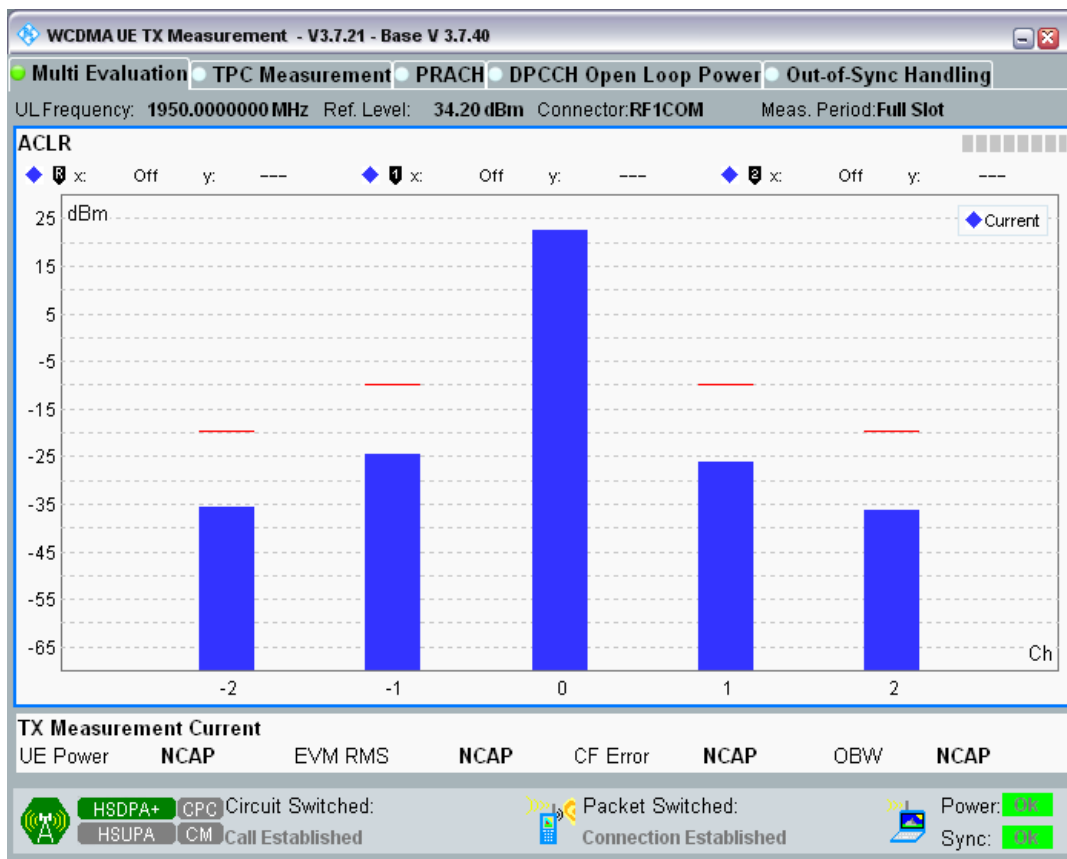 WCDMA UE TX Measurement - V3.7.21 - Base V 3.7.40
Multi Evaluation TPC Measurement PRACH DPCCH Open Loop Power Out-of-Sync Handling
UL Frequency: 1950.0000000 MHz Ref. Level: 34.20 dBm Connector:RF1COM Meas. Period:Full Slot
ACLR
R x: Off y: --- 1 x: Off y: --- 2 x: Off y: ---
dBm
Current
25
15
5
-5
-15
-25
-35
-45
-55
-65
Ch
-2 -1 0 1 2
TX Measurement Current
UE Power NCAP EVM RMS NCAP CF Error NCAP OBW NCAP
HSDPA+ CPC Circuit Switched: Packet Switched: Power: OK
HSUPA CM Call Established Connection Established Sync: OK